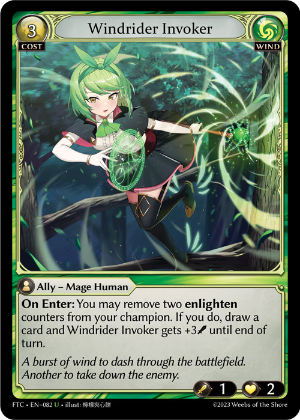 3
Windrider Invoker
COST
WIND
Ally – Mage Human
On Enter: You may remove two enlighten
counters from your champion. If you do, draw a
card and Windrider Invoker gets +3 until end of
turn.
A burst of wind to dash through the battlefield.
Another to take down the enemy.
1
2
FTC • EN–082 U • illust:
©2023 Weebs of the Shore